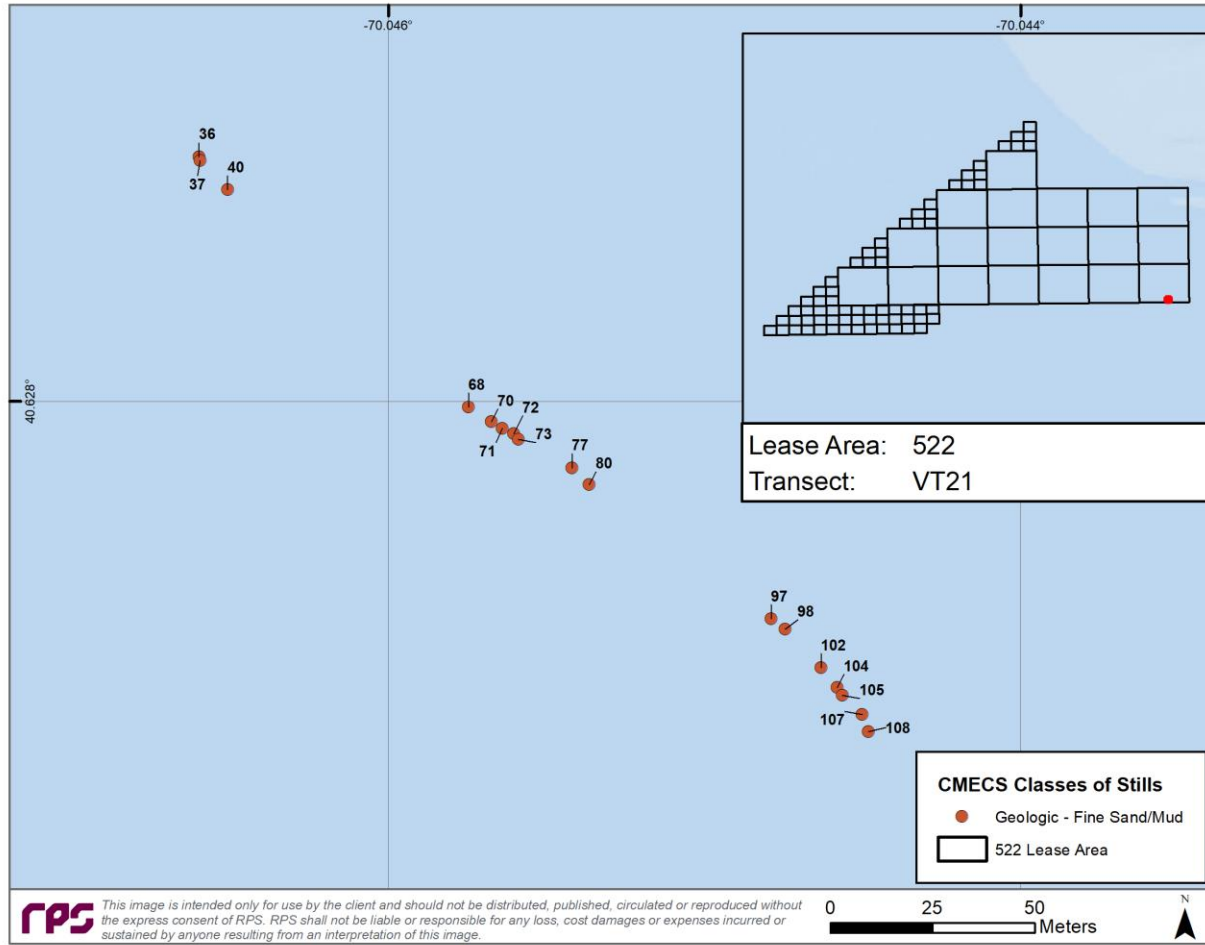 -70.046°
-70.044°
36
37
40
40.628°
68
70
72
71
73
77
80
97
98
102
104
105
107
108
Lease Area: 522
Transect: VT21
CMECS Classes of Stills
Geologic - Fine Sand/Mud
522 Lease Area
rps
This image is intended only for use by the client and should not be distributed, published, circulated or reproduced without
the express consent of RPS. RPS shall not be liable or responsible for any loss, cost damages or expenses incurred or
sustained by anyone resulting from an interpretation of this image.
0 25 50
Meters
N